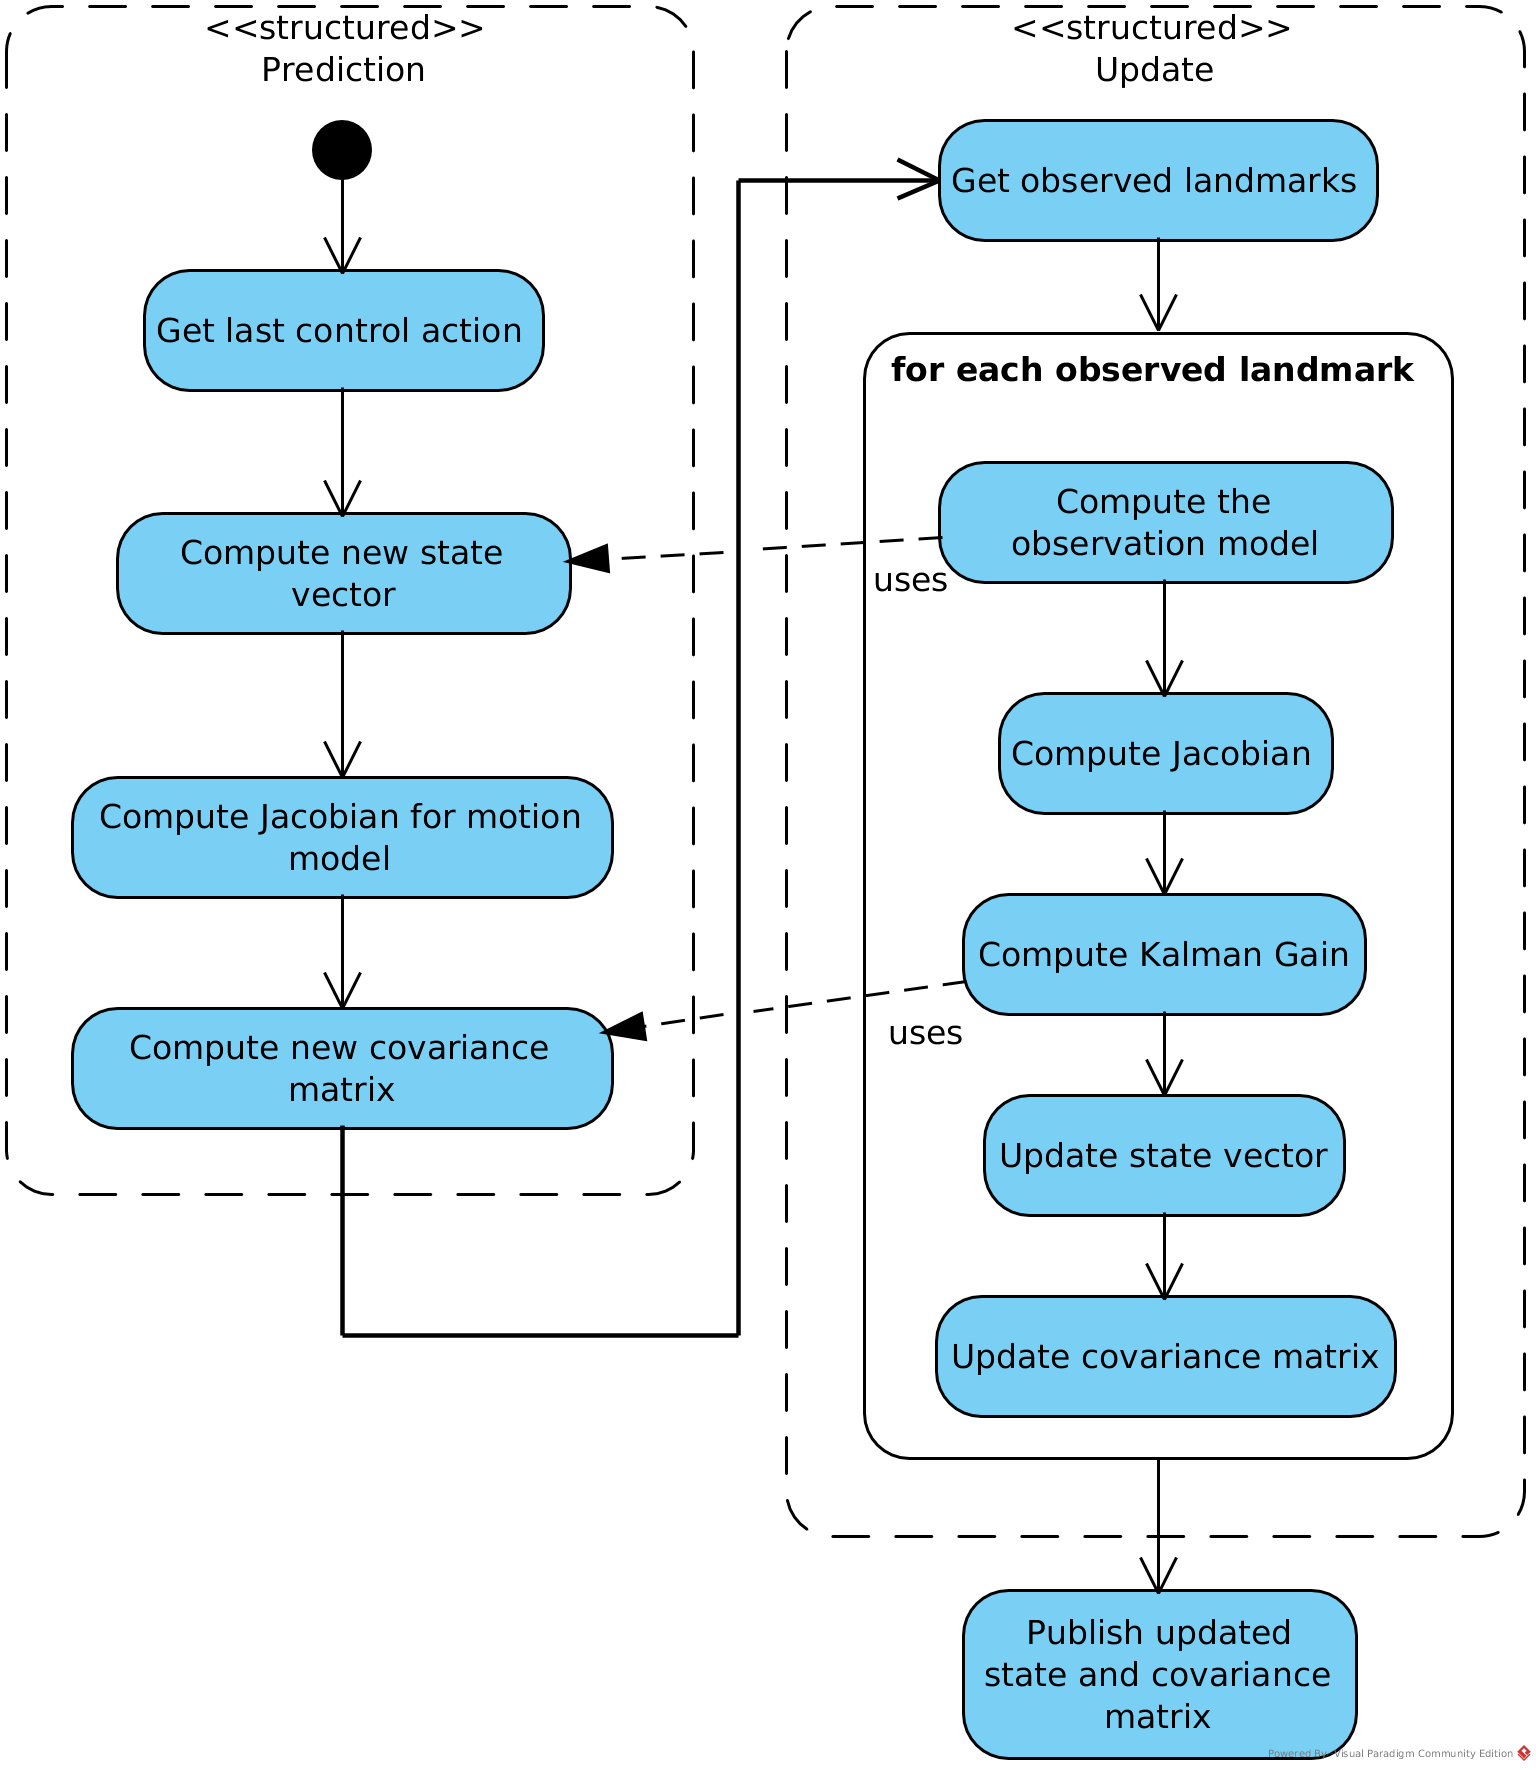 <<structured>>
Prediction
Get last control action
Compute new state
vector
Compute Jacobian for motion
model
Compute new covariance
matrix
<<structured>>
Update
Get observed landmarks
for each observed landmark
Compute the
observation model
uses
Compute Jacobian
Compute Kalman Gain
uses
Update state vector
Update covariance matrix
Publish updated
state and covariance
matrix
Powered By Visual Paradigm Community Edition